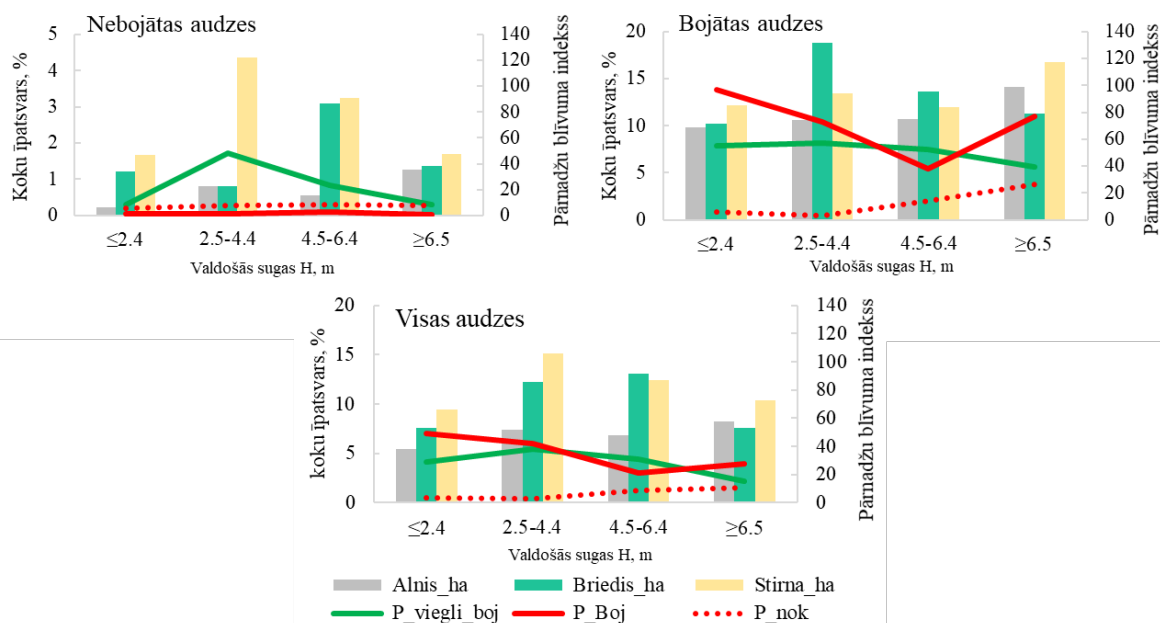 Nebojātas audzes
Koku īpatsvars, %
5
4
3
2
1
0
140
120
100
80
60
40
20
0
Pārnadžu blīvuma indekss
≤2.4 2.5-4.4 4.5-6.4 ≥6.5
Valdošās sugas H, m
Bojātas audzes
Koku īpatsvars, %
20
15
10
5
0
140
120
100
80
60
40
20
0
Pārnadžu blīvuma indekss
≤2.4 2.5-4.4 4.5-6.4 ≥6.5
Valdošās sugas H, m
Visas audzes
koku īpatsvars, %
20
15
10
5
0
140
120
100
80
60
40
20
0
Pārnadžu blīvuma indekss
≤2.4 2.5-4.4 4.5-6.4 ≥6.5
Valdošās sugas H, m
Alnis_ha Briedis_ha Stirna_ha
P_viegli_boj P_Boj P_nok